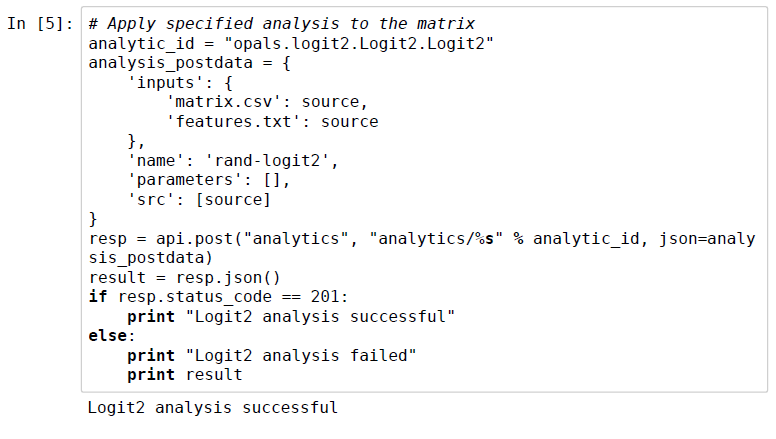 In [5]: # Apply specified analysis to the matrix
analytic_id = "opals.logit2.Logit2.Logit2"
analysis_postdata = {
    'inputs': {
        'matrix.csv': source,
        'features.txt': source
    },
    'name': 'rand-logit2',
    'parameters': [],
    'src': [source]
}
resp = api.post("analytics", "analytics/%s" % analytic_id, json=analy
sis_postdata)
result = resp.json()
if resp.status_code == 201:
    print "Logit2 analysis successful"
else:
    print "Logit2 analysis failed"
    print result
Logit2 analysis successful